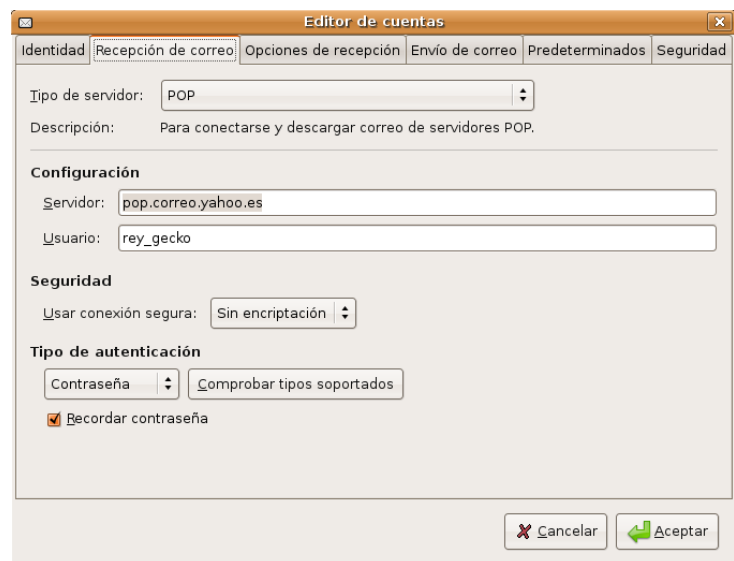 Editor de cuentas
Identidad Recepción de correo Opciones de recepción Envío de correo Predeterminados Seguridad
Tipo de servidor: POP
Descripción: Para conectarse y descargar correo de servidores POP.
Configuración
Servidor: pop.correo.yahoo.es
Usuario: rey_gecko
Seguridad
Usar conexión segura: Sin encriptación
Tipo de autenticación
Contraseña Comprobar tipos soportados
Recordar contraseña
Cancelar Aceptar